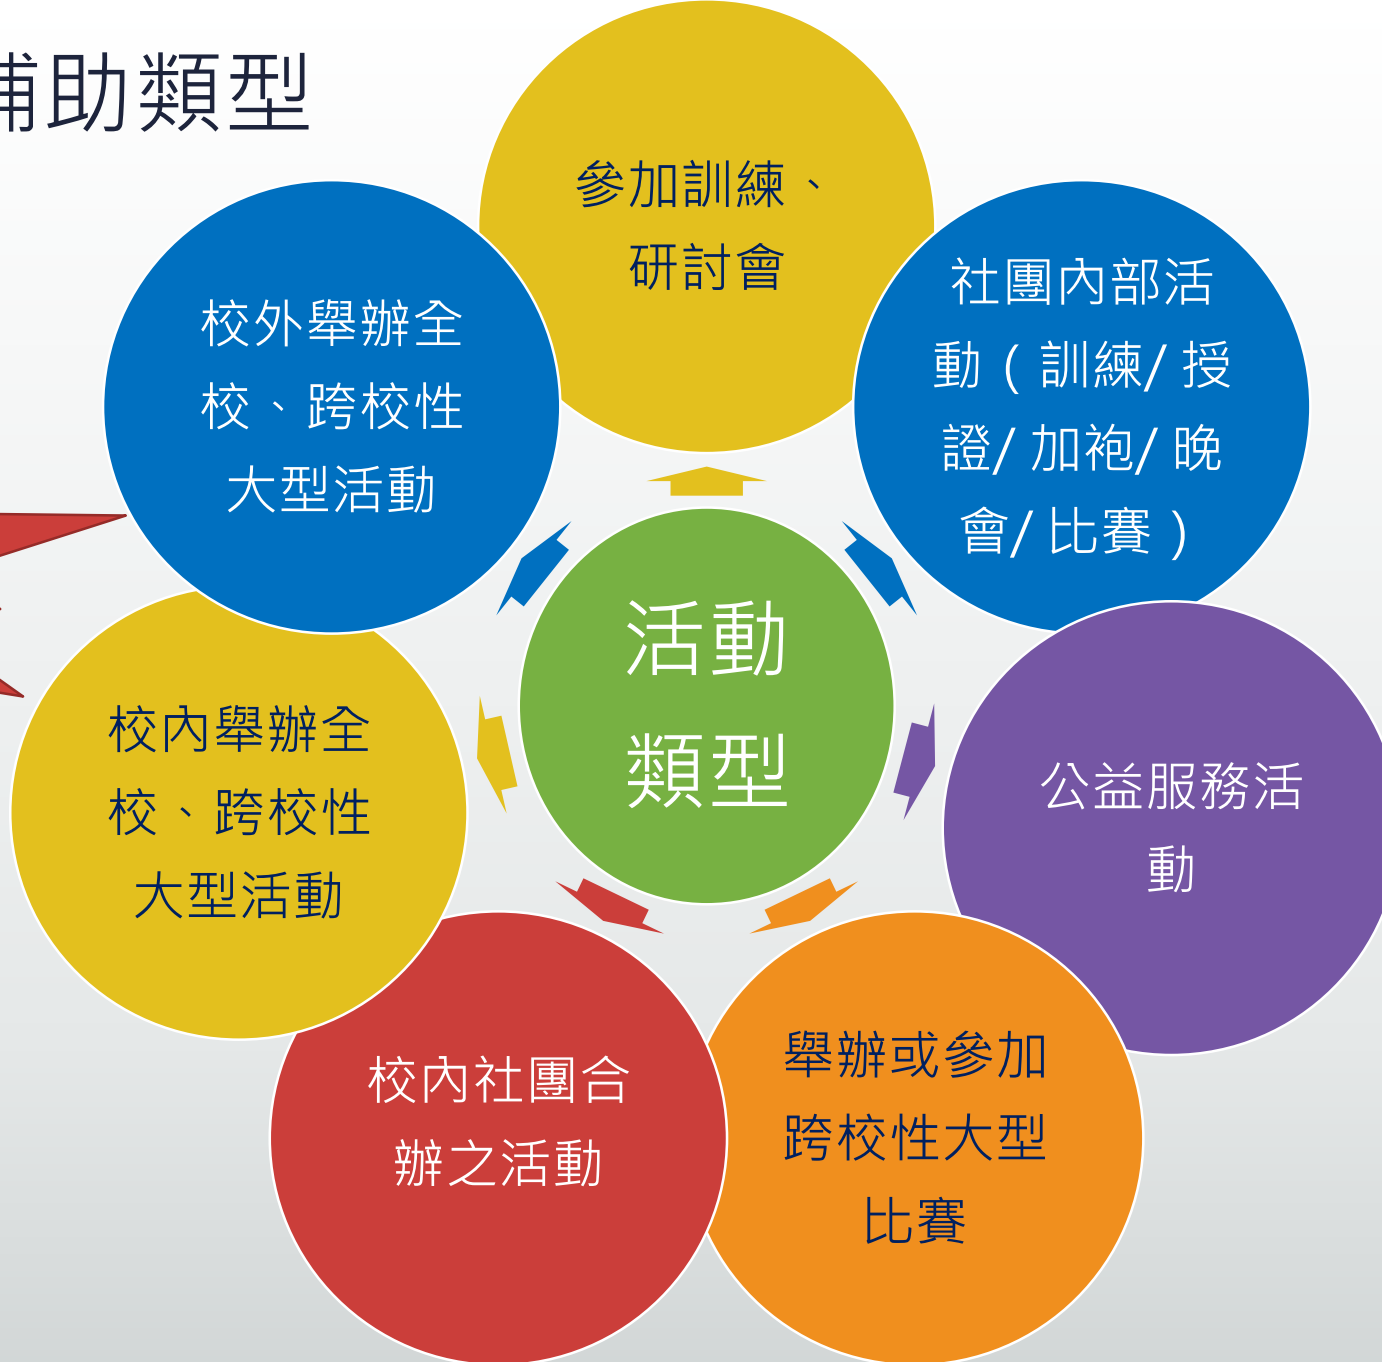 補助類型
參加訓練、
研討會
社團內部活
動(訓練/授
證/加袍/晚
會/比賽)
公益服務活
動
舉辦或參加
跨校性大型
比賽
校內社團合
辦之活動
校內舉辦全
校、跨校性
大型活動
校外舉辦全
校、跨校性
大型活動
活動
類型